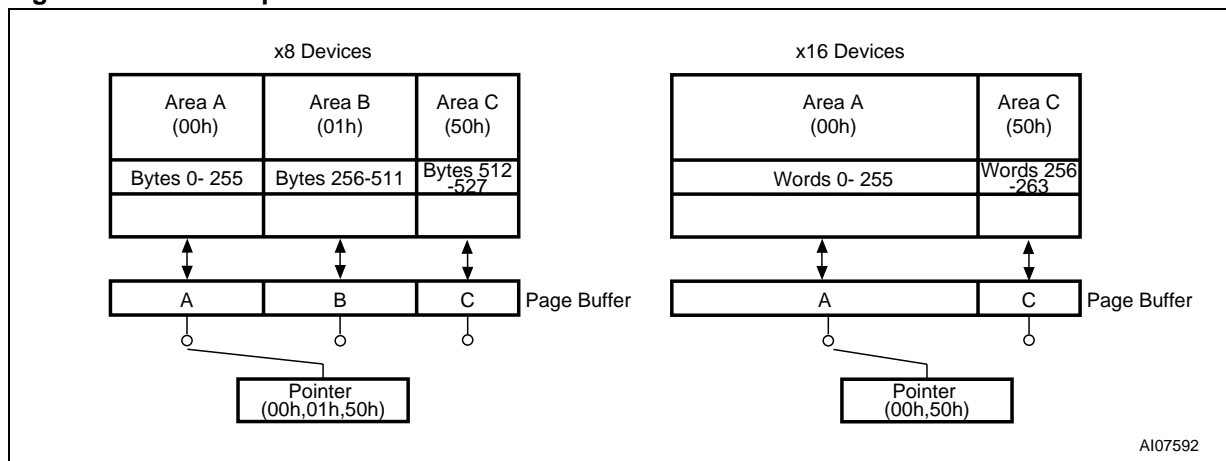 x8 Devices
x16 Devices
Area A
(00h)
Area B
(01h)
Area C
(50h)
Area A
(00h)
Area C
(50h)
Bytes 0- 255
Bytes 256-511
Bytes 512
-527
Words 0- 255
Words 256
-263
A
B
C
Page Buffer
A
C
Page Buffer
Pointer
(00h,01h,50h)
Pointer
(00h,50h)
AI07592